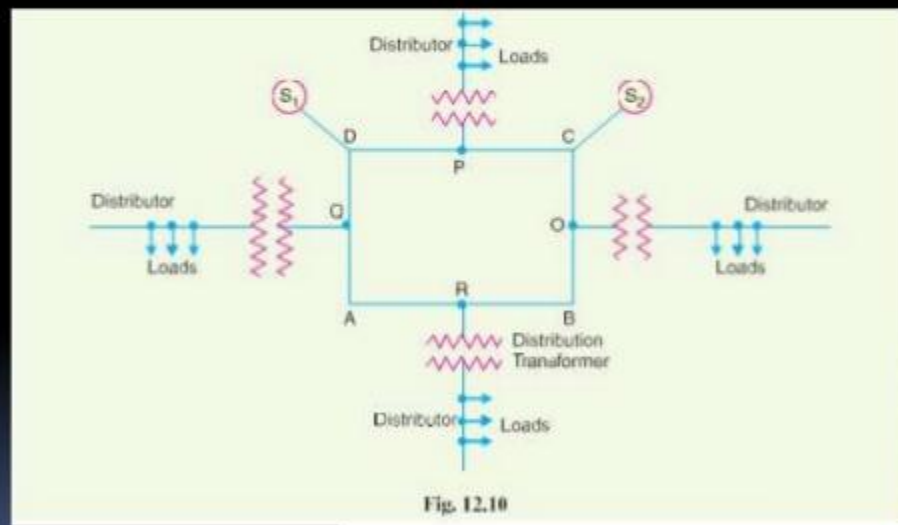 Distributor
Loads
S1
S2
D
C
P
Distributor
Q
O
Distributor
Loads
Loads
R
A
B
Distribution
Tranaformer
Distributor
Loads
Fig. 12.10